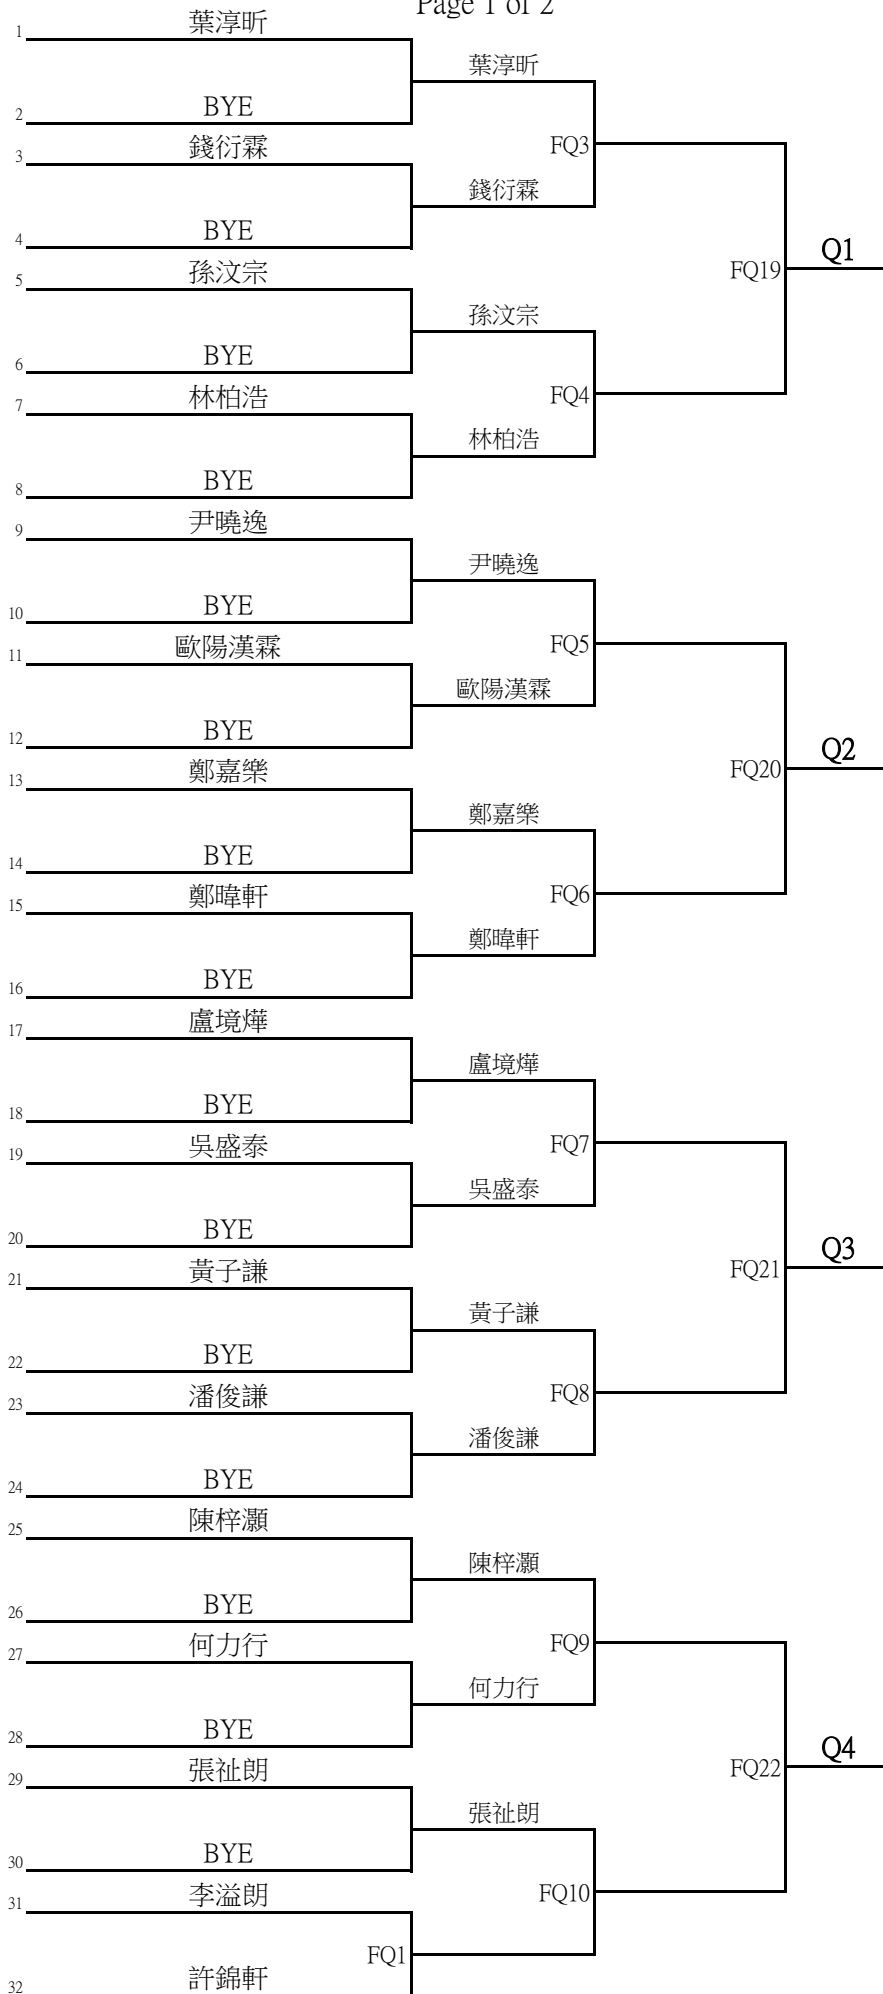 Page 1 of 2
1 葉淳昕
葉淳昕
2 BYE
3 錢衍霖
FQ3
錢衍霖
4 BYE
Q1
FQ19
5 孫汶宗
孫汶宗
6 BYE
7 林柏浩
FQ4
林柏浩
8 BYE
9 尹曉逸
尹曉逸
10 BYE
11 歐陽漢霖
FQ5
歐陽漢霖
12 BYE
Q2
FQ20
13 鄭嘉樂
鄭嘉樂
14 BYE
15 鄭暐軒
FQ6
鄭暐軒
16 BYE
17 盧境燁
盧境燁
18 BYE
19 吳盛泰
FQ7
吳盛泰
20 BYE
Q3
FQ21
21 黃子謙
黃子謙
22 BYE
23 潘俊謙
FQ8
潘俊謙
24 BYE
25 陳梓灝
陳梓灝
26 BYE
27 何力行
FQ9
何力行
28 BYE
Q4
FQ22
29 張祉朗
張祉朗
30 BYE
31 李溢朗
FQ10
FQ1
32 許錦軒